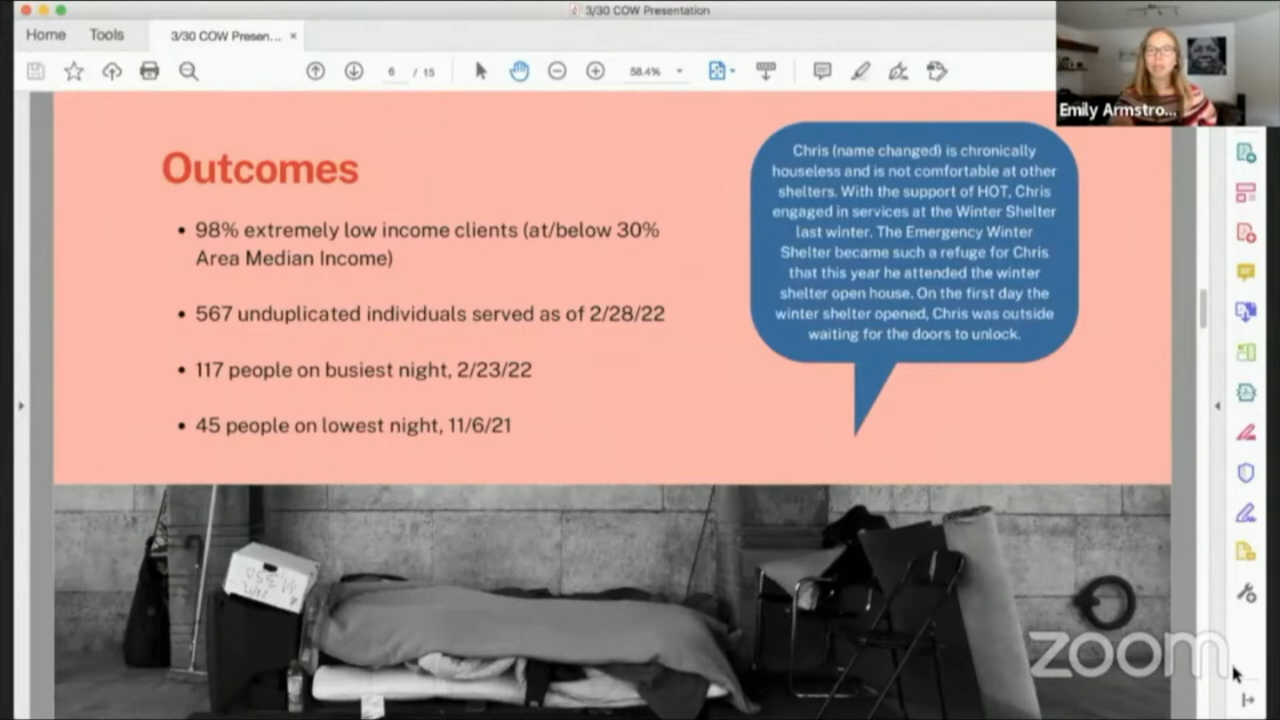 3/30 COW Presentation
Home
Tools
3/30 COW Presen... ×
6 / 15
58.4%
Emily Armstro...
Outcomes
• 98% extremely low income clients (at/below 30%
Area Median Income)
• 567 unduplicated individuals served as of 2/28/22
• 117 people on busiest night, 2/23/22
• 45 people on lowest night, 11/6/21
Chris (name changed) is chronically
houseless and is not comfortable at other
shelters. With the support of HOT, Chris
engaged in services at the Winter Shelter
last winter. The Emergency Winter
Shelter became such a refuge for Chris
that this year he attended the winter
shelter open house. On the first day the
winter shelter opened, Chris was outside
waiting for the doors to unlock.
zoom